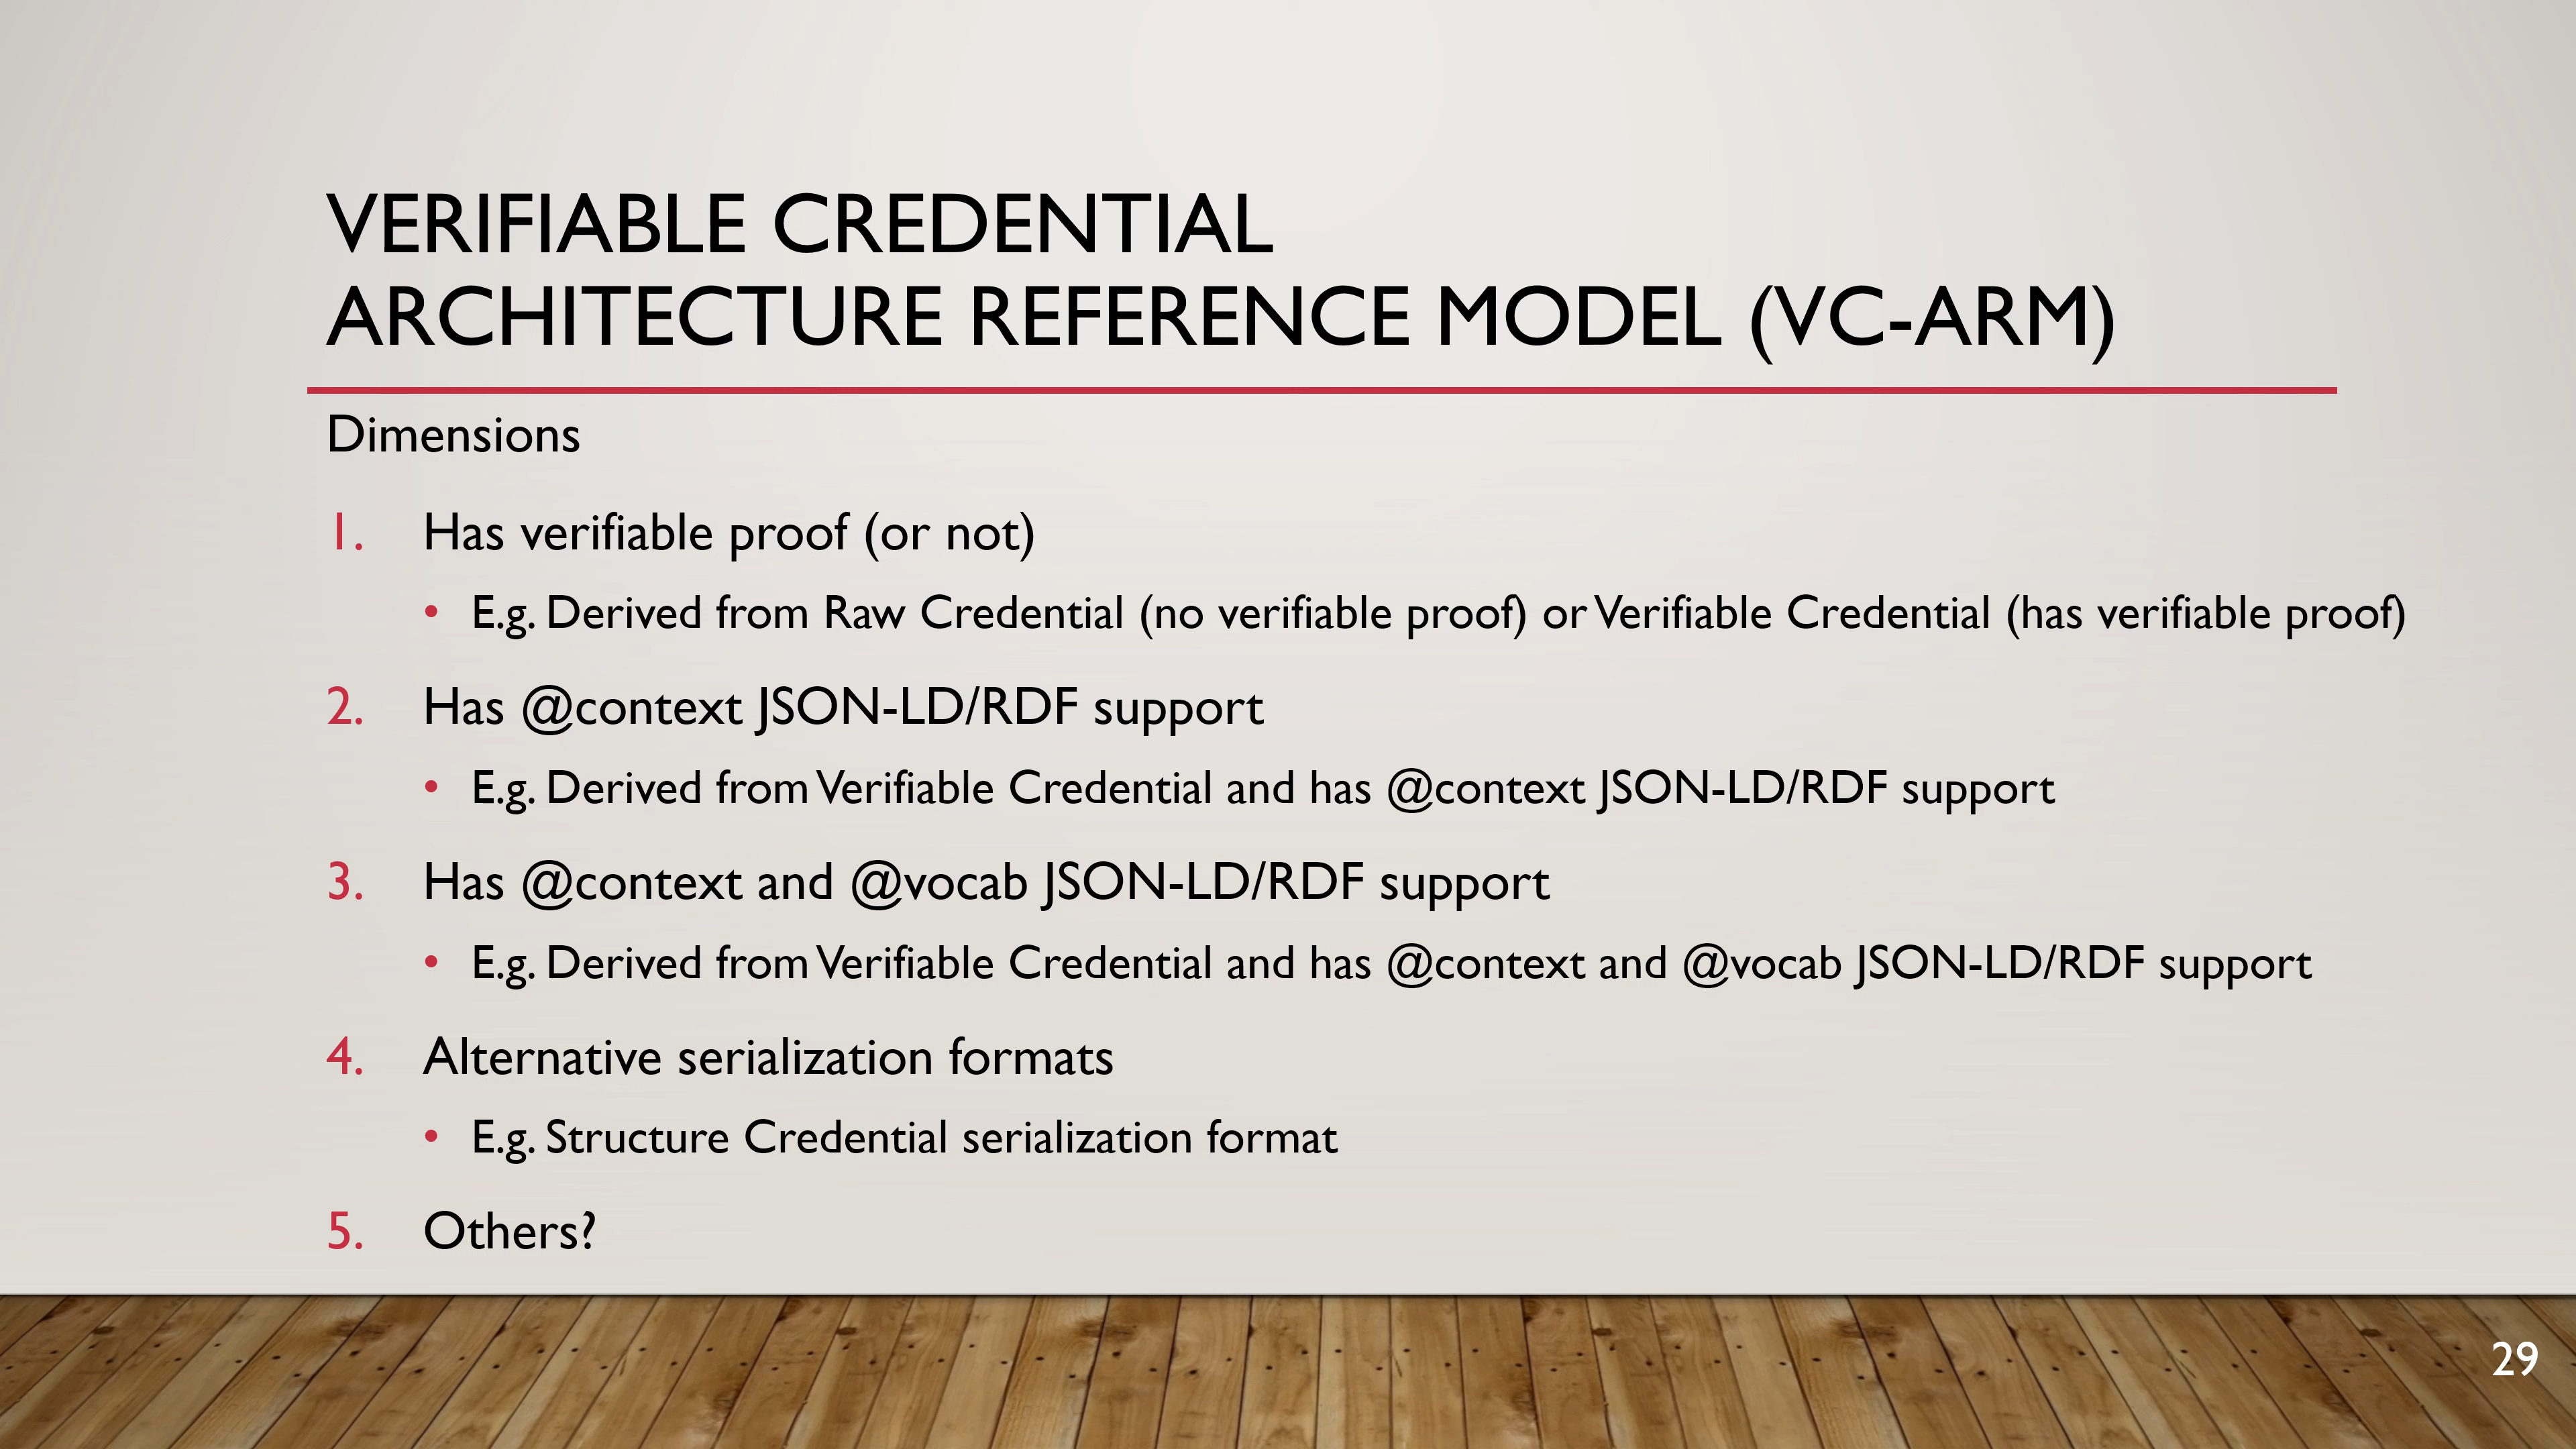 VERIFIABLE CREDENTIAL
ARCHITECTURE REFERENCE MODEL (VC-ARM)
Dimensions
1. Has verifiable proof (or not)
• E.g. Derived from Raw Credential (no verifiable proof) or Verifiable Credential (has verifiable proof)
2. Has @context JSON-LD/RDF support
• E.g. Derived from Verifiable Credential and has @context JSON-LD/RDF support
3. Has @context and @vocab JSON-LD/RDF support
• E.g. Derived from Verifiable Credential and has @context and @vocab JSON-LD/RDF support
4. Alternative serialization formats
• E.g. Structure Credential serialization format
5. Others?
29